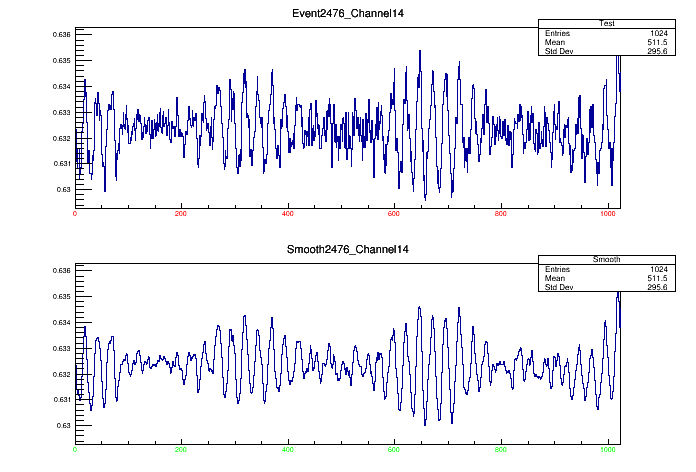 Event2476_Channel14
Test
Entries 1024
Mean 511.5
Std Dev 295.6
0.636
0.635
0.634
0.633
0.632
0.631
0.63
0 200 400 600 800 1000
Smooth2476_Channel14
Smooth
Entries 1024
Mean 511.5
Std Dev 295.6
0.636
0.635
0.634
0.633
0.632
0.631
0.63
0 200 400 600 800 1000